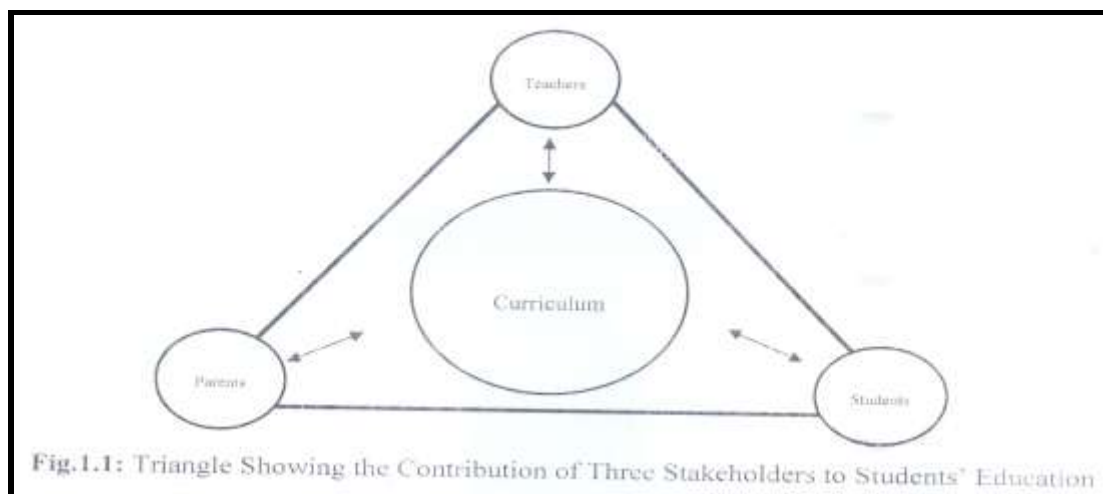 Teachers
Curriculum
Parents
Students
Fig.1.1: Triangle Showing the Contribution of Three Stakeholders to Students' Education